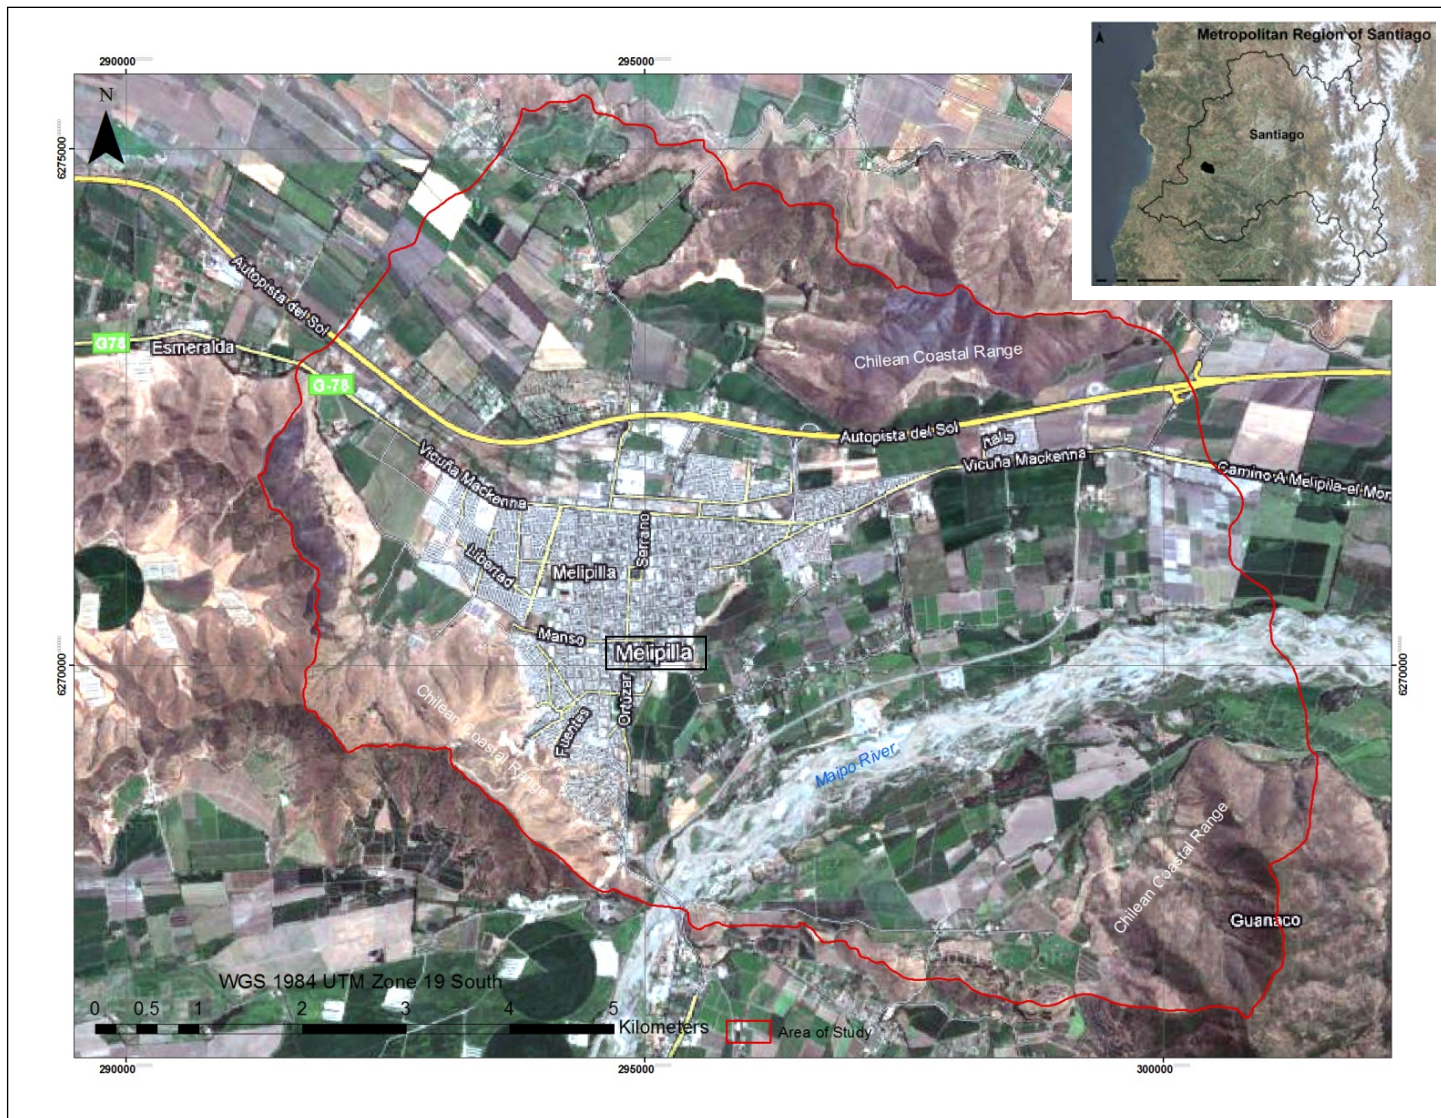 290000
295000
Metropolitan Region of Santiago
Santiago
N
6275000
Autopista del Sol
G78
Esmeralda
G-78
Chilean Coastal Range
Autopista del Sol
Italia
Vicuña Mackenna
Vicuña Mackenna
Camino A Melipilla-el-Mon
Serrano
Libertad
Melipilla
Manso
Melipilla
6270000
6270000
Chilean Coastal Range
Ortuzar
Fuentes
Maipo River
Chilean Coastal Range
Guanaco
WGS 1984 UTM Zone 19 South
0 0.5 1 2 3 4 5
Kilometers
Area of Study
290000
295000
300000